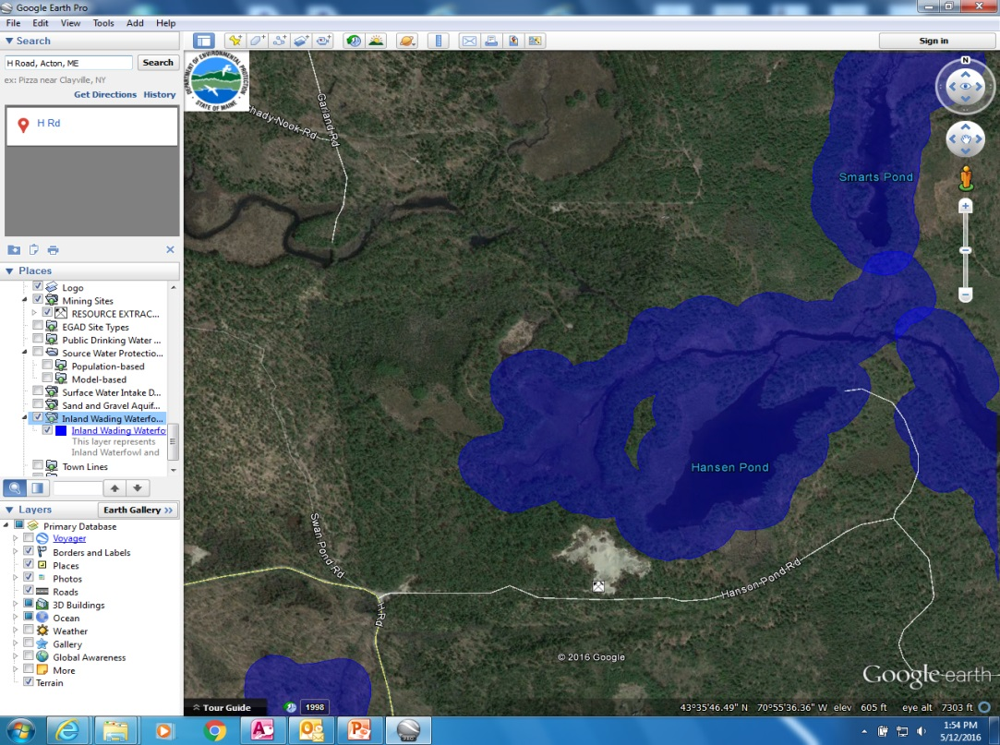 Google Earth Pro
File Edit View Tools Add Help
Search
H Road, Acton, ME
Search
ex: Pizza near Clayville, NY
Get Directions History
H Rd
Places
Logo
Mining Sites
RESOURCE EXTRAC...
EGAD Site Types
Public Drinking Water ...
Source Water Protectio...
Population-based
Model-based
Surface Water Intake D...
Sand and Gravel Aquif...
Inland Wading Waterfo...
Inland Wading Waterfo
This layer represents
Inland Waterfowl and
Town Lines
Layers
Earth Gallery >>
Primary Database
Voyager
Borders and Labels
Places
Photos
Roads
3D Buildings
Ocean
Weather
Gallery
Global Awareness
More
Terrain
Sign in
DEPARTMENT OF ENVIRONMENTAL PROTECTION
STATE OF MAINE
hady-Nook-Rd
Garland-Rd
N
Smarts Pond
Hansen Pond
Swan Pond Rd
Hanson-Pond-Rd
H-Rd
© 2016 Google
Google earth
Tour Guide
1998
43°35'46.49" N 70°55'36.36" W elev 605 ft eye alt 7303 ft
PRO
1:54 PM
5/12/2016